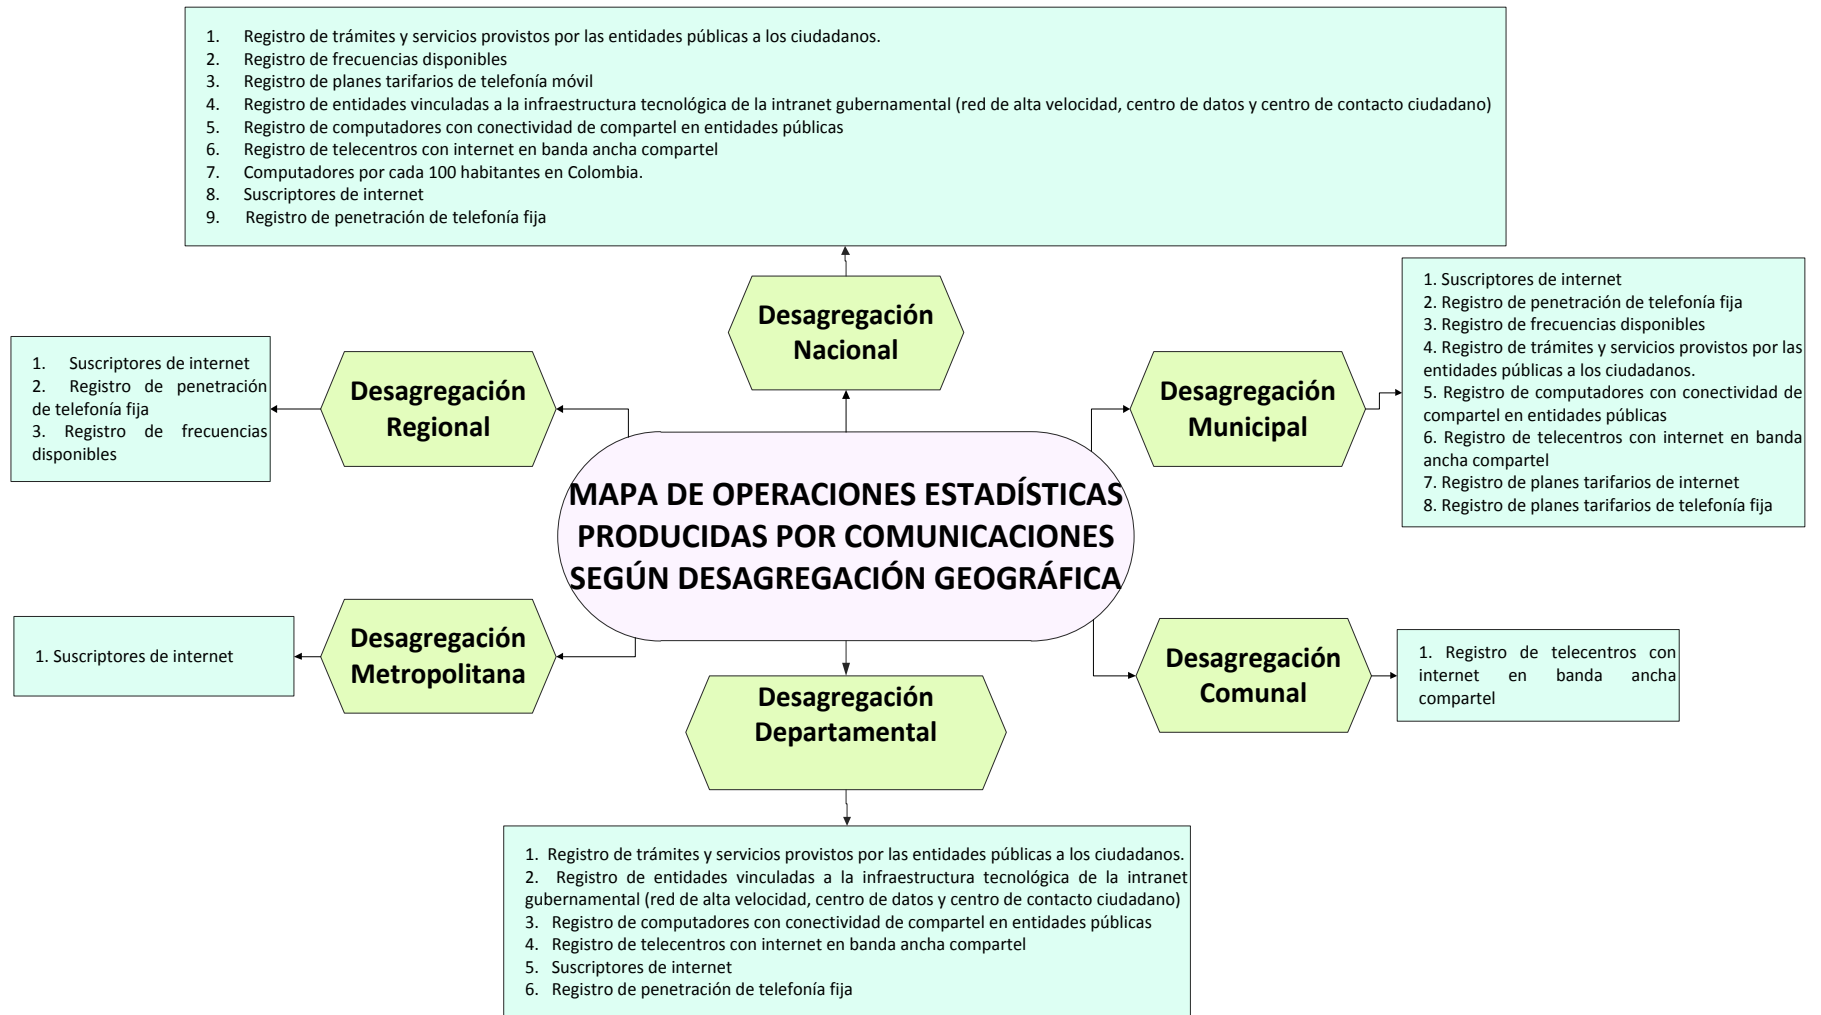 1. Registro de trámites y servicios provistos por las entidades públicas a los ciudadanos.
2. Registro de frecuencias disponibles
3. Registro de planes tarifarios de telefonía móvil
4. Registro de entidades vinculadas a la infraestructura tecnológica de la intranet gubernamental (red de alta velocidad, centro de datos y centro de contacto ciudadano)
5. Registro de computadores con conectividad de compartel en entidades públicas
6. Registro de telecentros con internet en banda ancha compartel
7. Computadores por cada 100 habitantes en Colombia.
8. Suscriptores de internet
9. Registro de penetración de telefonía fija
Desagregación
Nacional
Desagregación
Regional
1. Suscriptores de internet
2. Registro de penetración
de telefonía fija
3. Registro de frecuencias
disponibles
Desagregación
Municipal
1. Suscriptores de internet
2. Registro de penetración de telefonía fija
3. Registro de frecuencias disponibles
4. Registro de trámites y servicios provistos por las
entidades públicas a los ciudadanos.
5. Registro de computadores con conectividad de
compartel en entidades públicas
6. Registro de telecentros con internet en banda
ancha compartel
7. Registro de planes tarifarios de internet
8. Registro de planes tarifarios de telefonía fija
MAPA DE OPERACIONES ESTADÍSTICAS
PRODUCIDAS POR COMUNICACIONES
SEGÚN DESAGREGACIÓN GEOGRÁFICA
Desagregación
Metropolitana
1. Suscriptores de internet
Desagregación
Comunal
1. Registro de telecentros con
internet en banda ancha
compartel
Desagregación
Departamental
1. Registro de trámites y servicios provistos por las entidades públicas a los ciudadanos.
2. Registro de entidades vinculadas a la infraestructura tecnológica de la intranet
gubernamental (red de alta velocidad, centro de datos y centro de contacto ciudadano)
3. Registro de computadores con conectividad de compartel en entidades públicas
4. Registro de telecentros con internet en banda ancha compartel
5. Suscriptores de internet
6. Registro de penetración de telefonía fija